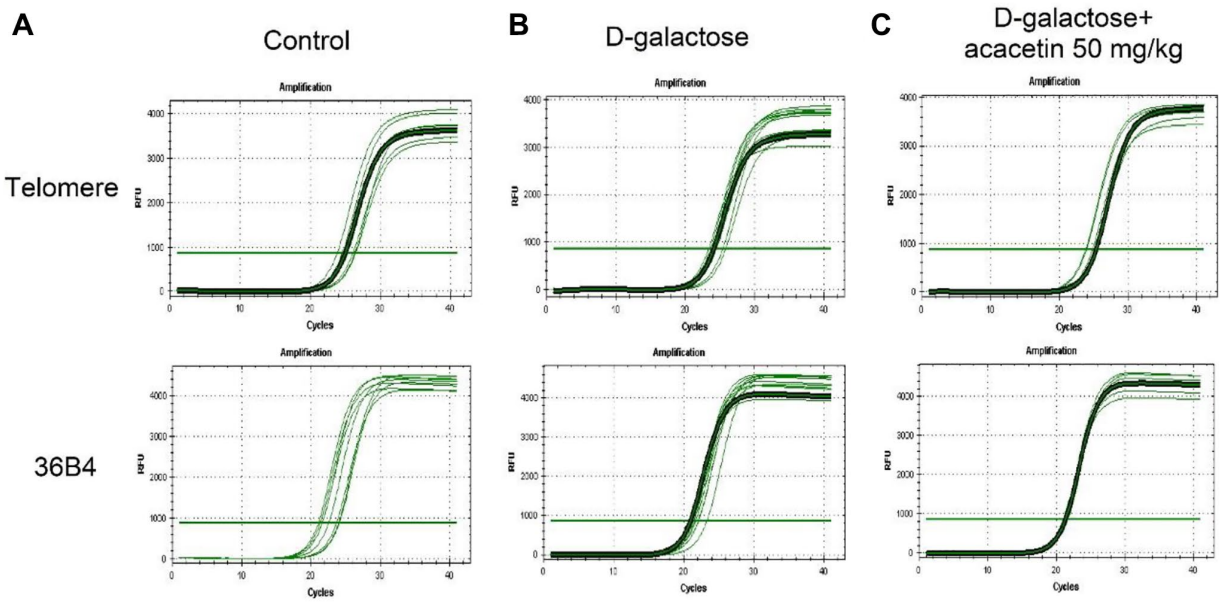 A
Control
B
D-galactose
C
D-galactose+
acacetin 50 mg/kg
Telomere
Amplification
RFU
4000
3000
2000
1000
0
0
10
20
30
40
Cycles
Amplification
RFU
4000
3000
2000
1000
0
0
10
20
30
40
Cycles
Amplification
RFU
4000
3000
2000
1000
0
0
10
20
30
40
Cycles
36B4
Amplification
RFU
4000
3000
2000
1000
0
0
10
20
30
40
Cycles
Amplification
RFU
4000
3000
2000
1000
0
0
10
20
30
40
Cycles
Amplification
RFU
4000
3000
2000
1000
0
0
10
20
30
40
Cycles